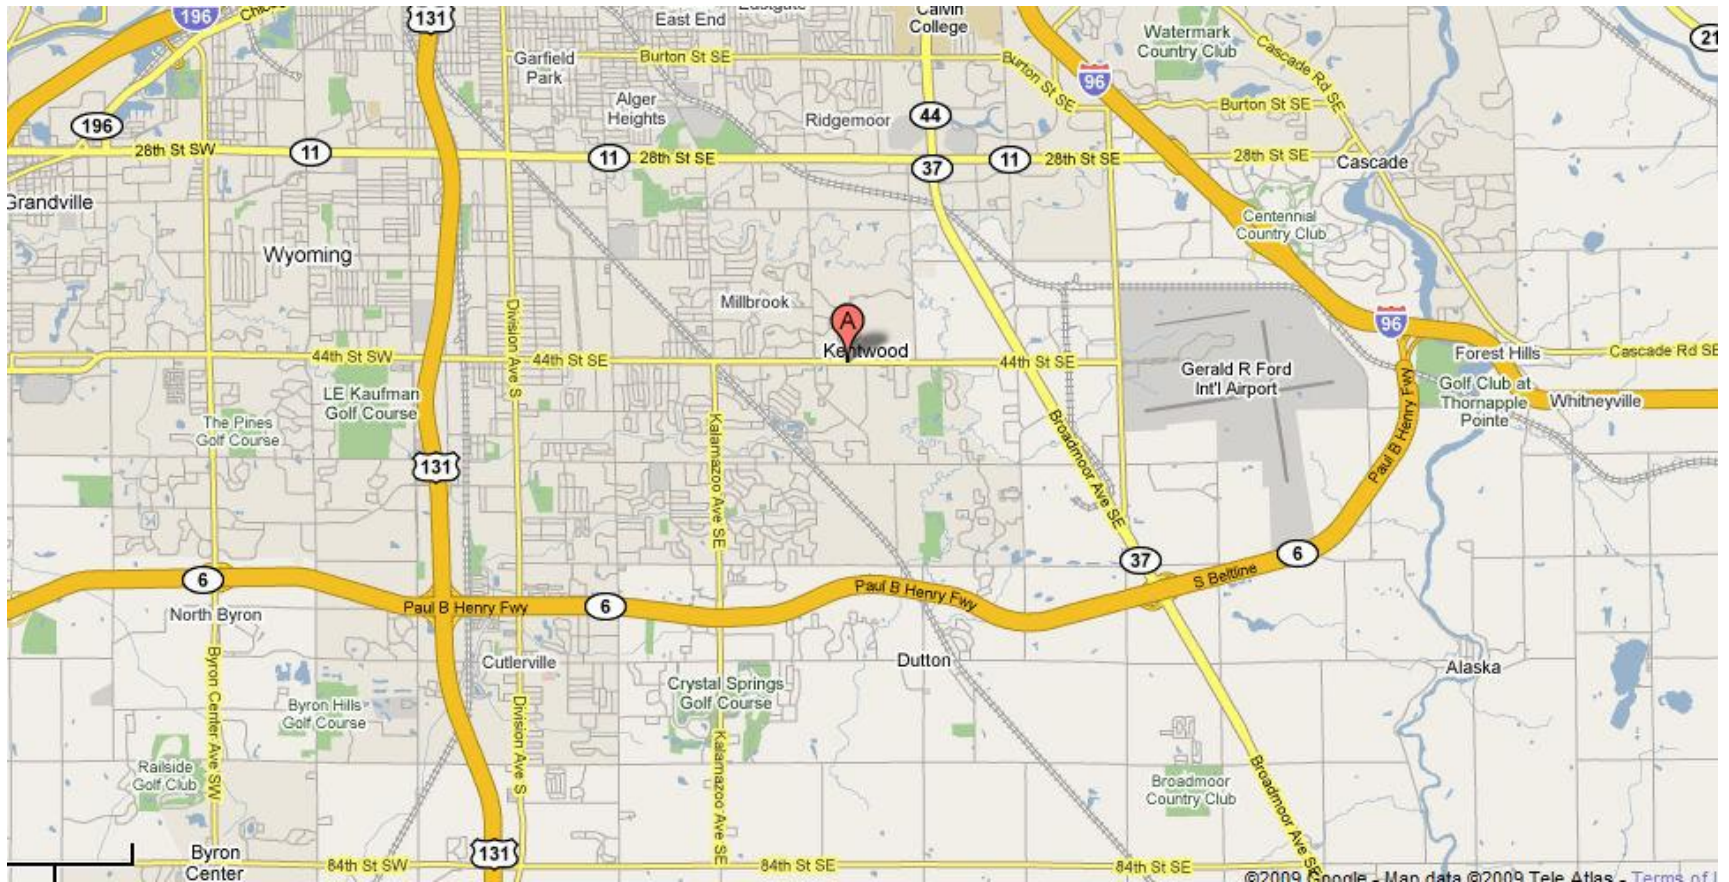 196
Chicago
131
East End
Eastgate
Calvin
College
Watermark
Country Club
21
Garfield
Park
Burton St SE
Burton St SE
96
Cascade Rd SE
Burton St SE
Alger
Heights
Ridgemoor
44
196
28th St SW
11
11
28th St SE
37
11
28th St SE
28th St SE
Cascade
Grandville
Wyoming
Centennial
Country Club
Millbrook
Division Ave S
A
Kentwood
96
44th St SW
44th St SE
44th St SE
Gerald R Ford
Int'l Airport
Forest Hills
Cascade Rd SE
LE Kaufman
Golf Course
The Pines
Golf Course
Kalamazoo Ave SE
Broadmoor Ave SE
Paul B Henry Fwy
Golf Club at
Thornapple
Pointe
Whitneyville
131
6
North Byron
Paul B Henry Fwy
6
Paul B Henry Fwy
37
S Beltline
6
Cutlerville
Dutton
Alaska
Byron Center Ave SW
Byron Hills
Golf Course
Division Ave S
Crystal Springs
Golf Course
Kalamazoo Ave SE
Railside
Golf Club
Broadmoor
Country Club
Broadmoor Ave SE
Byron
Center
84th St SW
131
84th St SE
84th St SE
©2009 Google - Map data ©2009 Tele Atlas - Terms of